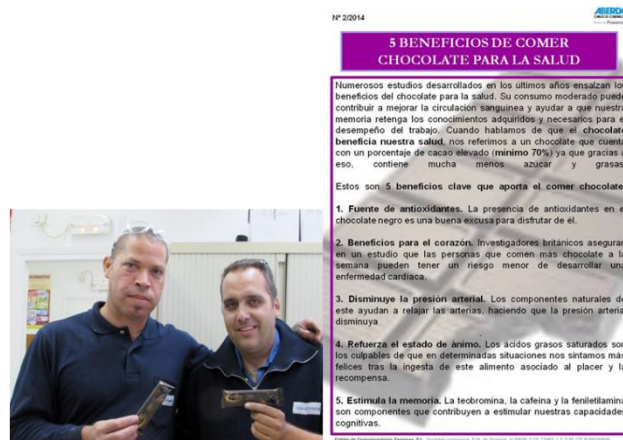 Nº 2/2014
5 BENEFICIOS DE COMER
CHOCOLATE PARA LA SALUD
Numerosos estudios desarrollados en los últimos años ensalzan los
beneficios del chocolate para la salud. Su consumo moderado puede
contribuir a mejorar la circulación sanguínea y ayudar a que nuestra
memoria retenga los conocimientos adquiridos y necesarios para el
desempeño del trabajo. Cuando hablamos de que el chocolate
beneficia nuestra salud, nos referimos a un chocolate que cuenta
con un porcentaje de cacao elevado (mínimo 70%) ya que gracias a
eso, contiene mucha menos azúcar y grasas.
Estos son 5 beneficios clave que aporta el comer chocolate
1. Fuente de antioxidantes. La presencia de antioxidantes en el
chocolate negro es una buena excusa para disfrutar de él.
2. Beneficios para el corazón. Investigadores británicos aseguran
en un estudio que las personas que comen más chocolate a la
semana pueden tener un riesgo menor de desarrollar una
enfermedad cardíaca.
3. Disminuye la presión arterial. Los componentes naturales de
este ayudan a relajar las arterias, haciendo que la presión arterial
disminuya
4. Refuerza el estado de ánimo. Los ácidos grasos saturados son
los culpables de que en determinadas situaciones nos sintamos más
felices tras la ingesta de este alimento asociado al placer y la
recompensa.
5. Estimula la memoria. La teobromina, la cafeína y la feniletilamina
son componentes que contribuyen a estimular nuestras capacidades
cognitivas.